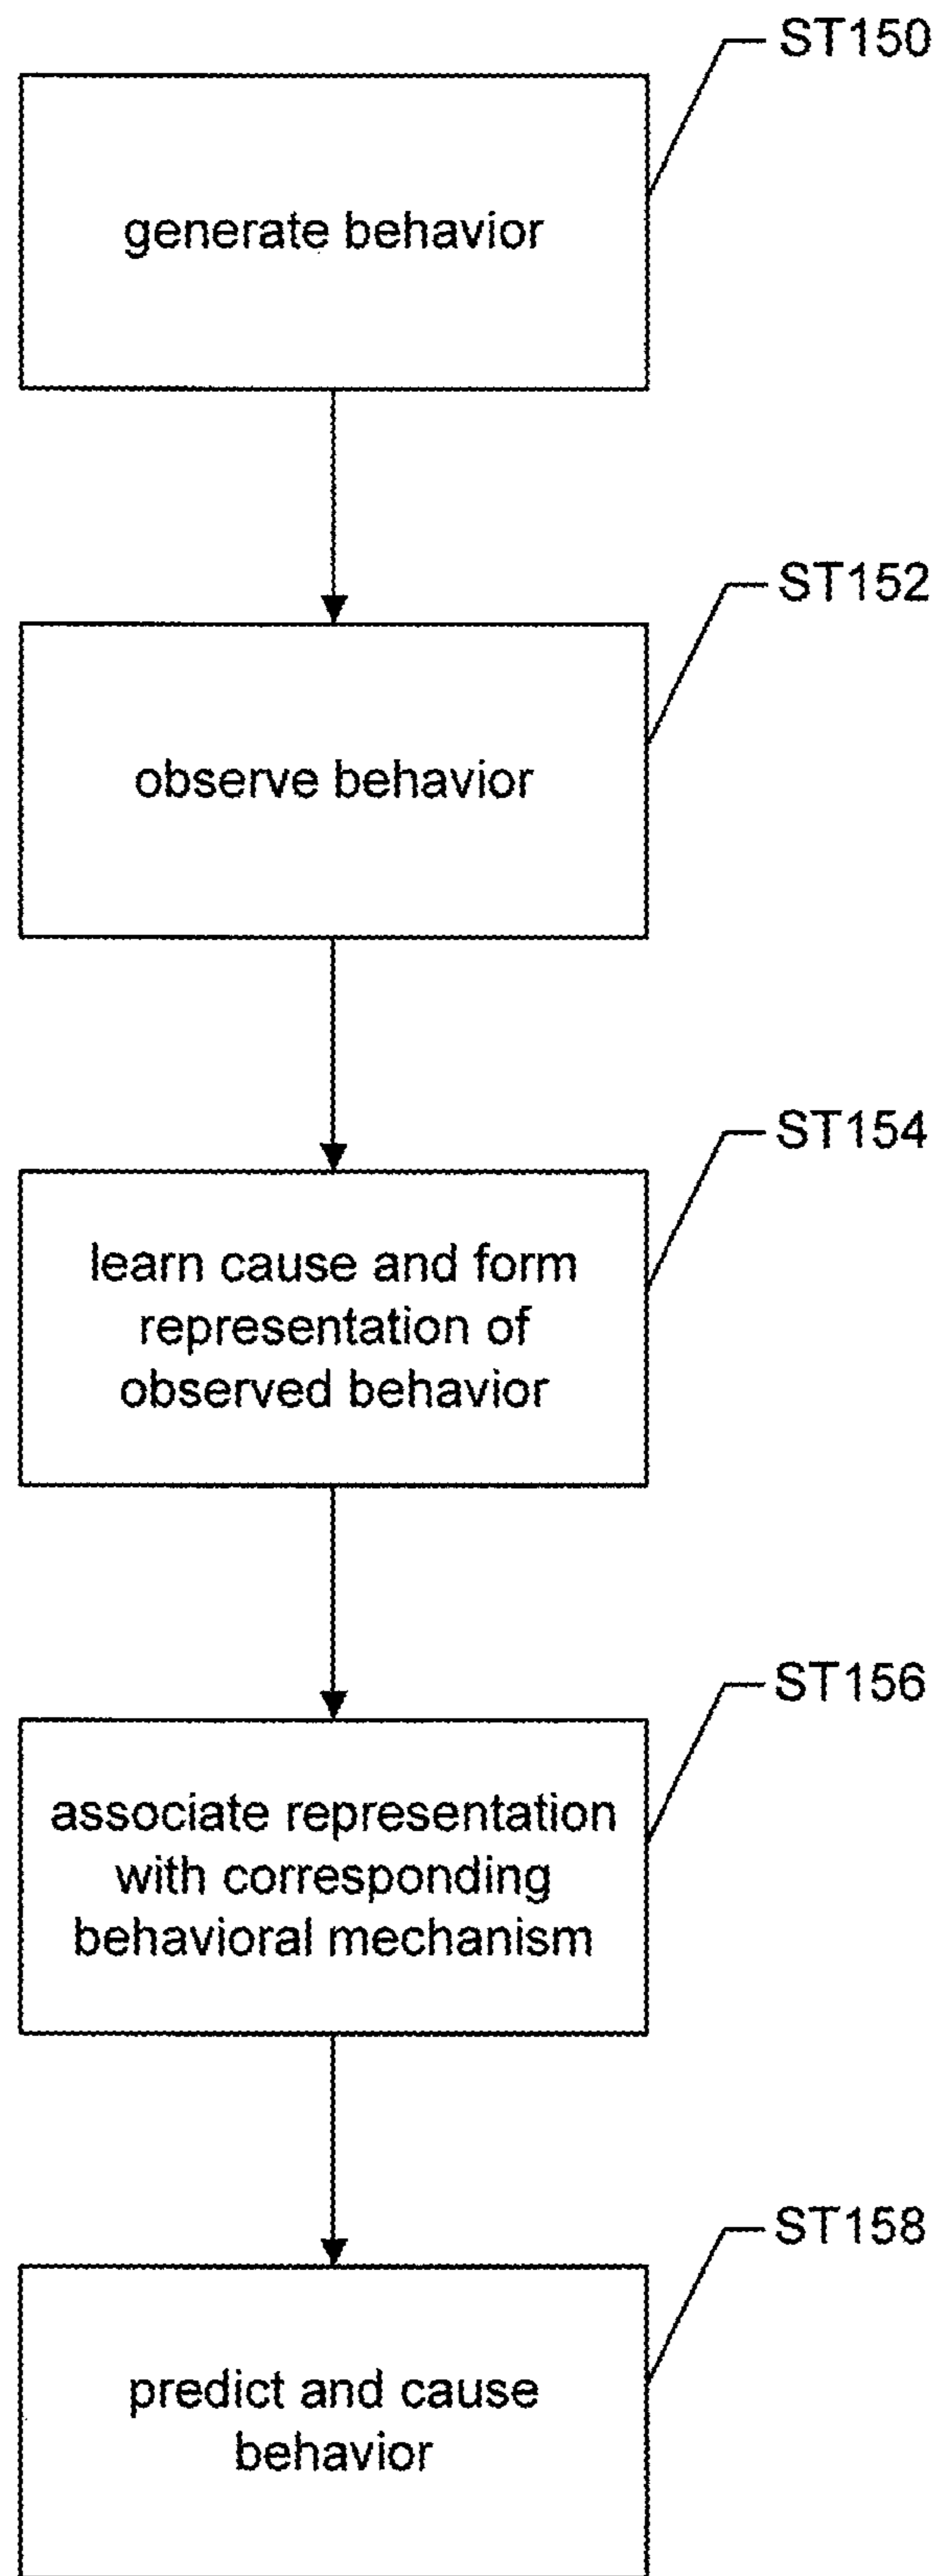 ST150
generate behavior
ST152
observe behavior
ST154
learn cause and form
representation of
observed behavior
ST156
associate representation
with corresponding
behavioral mechanism
ST158
predict and cause
behavior